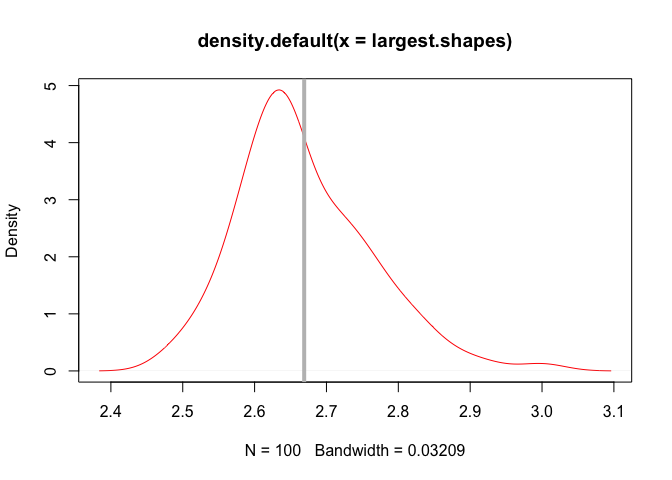 density.default(x = largest.shapes)
5
4
3
2
1
0
Density
2.4 2.5 2.6 2.7 2.8 2.9 3.0 3.1
N = 100 Bandwidth = 0.03209